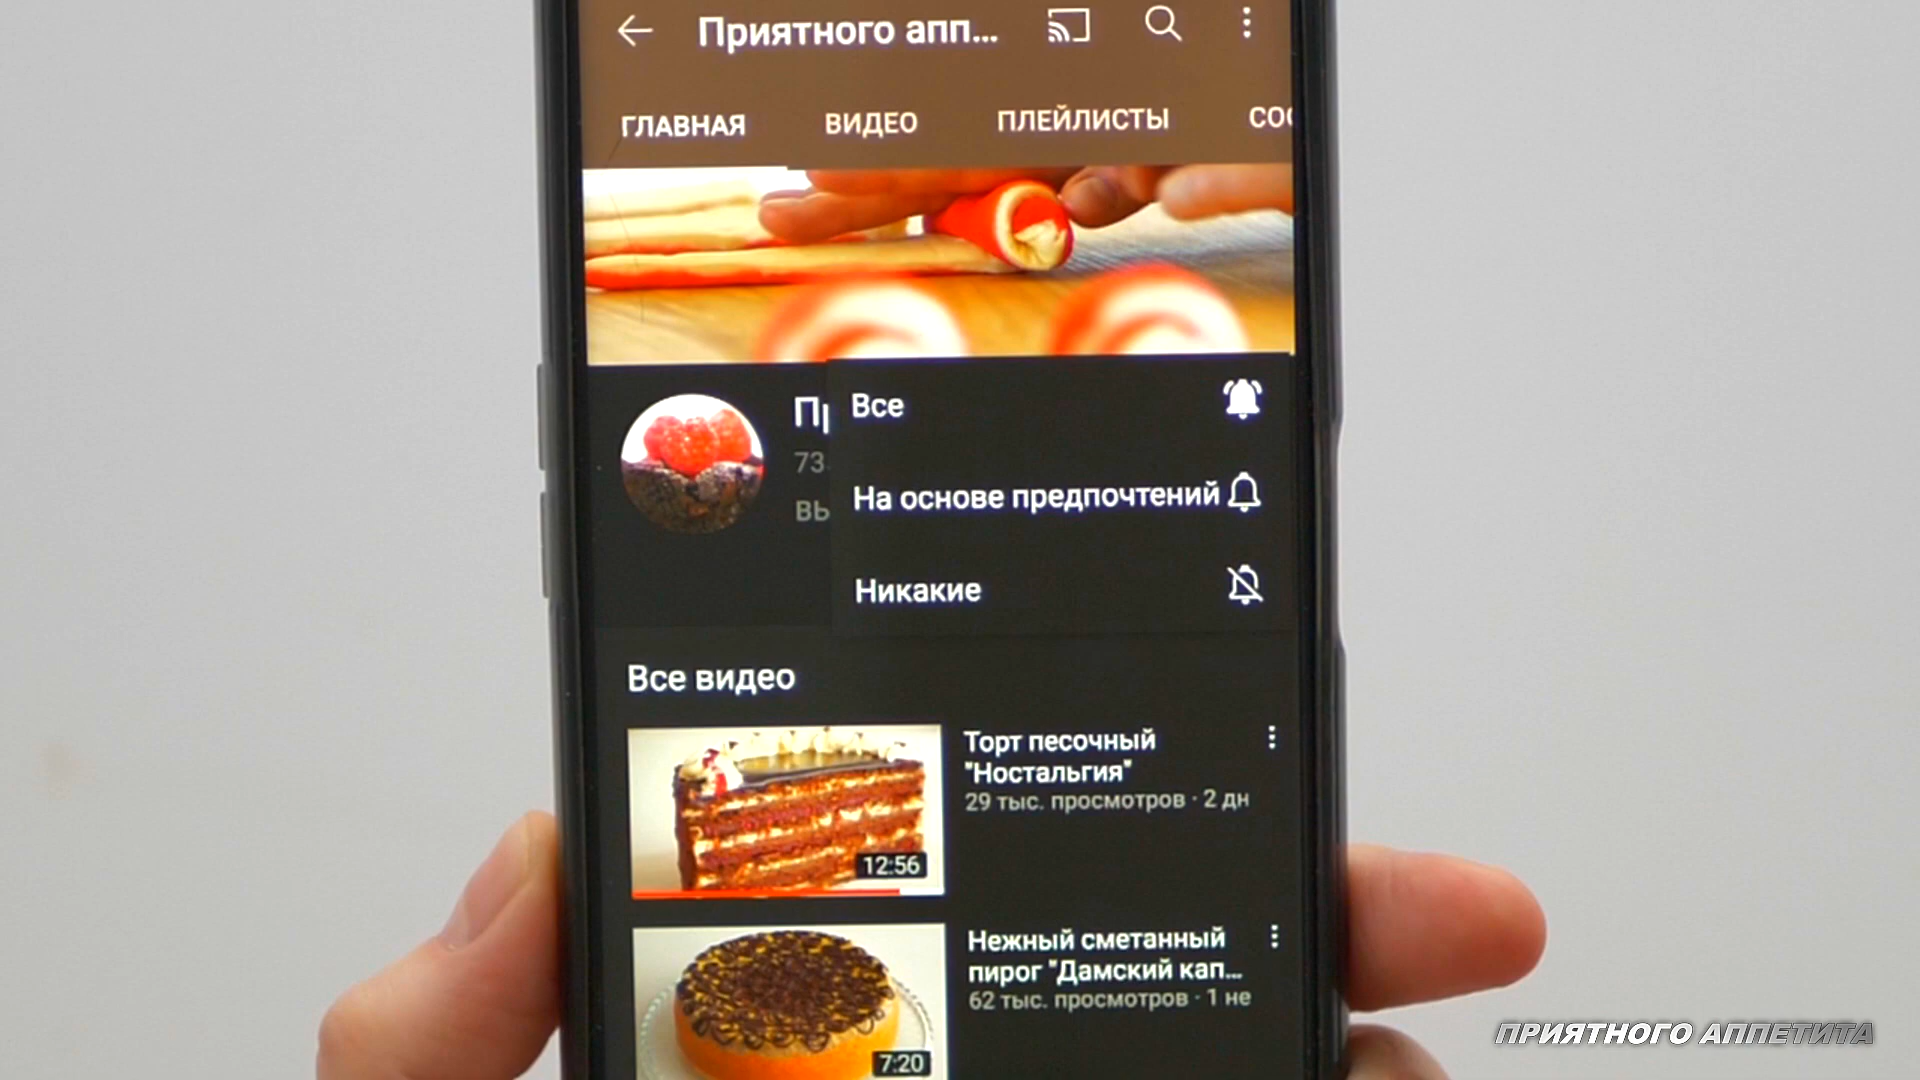 Приятного апп...
ГЛАВНАЯ ВИДЕО ПЛЕЙЛИСТЫ СОО
Все
На основе предпочтений
Никакие
Все видео
Торт песочный
"Ностальгия"
29 тыс. просмотров · 2 дн
12:56
Нежный сметанный
пирог "Дамский кап...
62 тыс. просмотров · 1 не
7:20
ПРИЯТНОГО АППЕТИТА